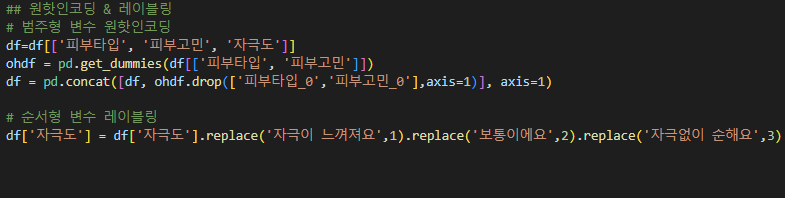 ## 원핫인코딩 & 레이블링
# 범주형 변수 원핫인코딩
df=df[['피부타입', '피부고민', '자극도']]
ohdf = pd.get_dummies(df[['피부타입', '피부고민']])
df = pd.concat([df, ohdf.drop(['피부타입_0','피부고민_0'],axis=1)], axis=1)
# 순서형 변수 레이블링
df['자극도'] = df['자극도'].replace('자극이 느껴져요',1).replace('보통이에요',2).replace('자극없이 순해요',3)